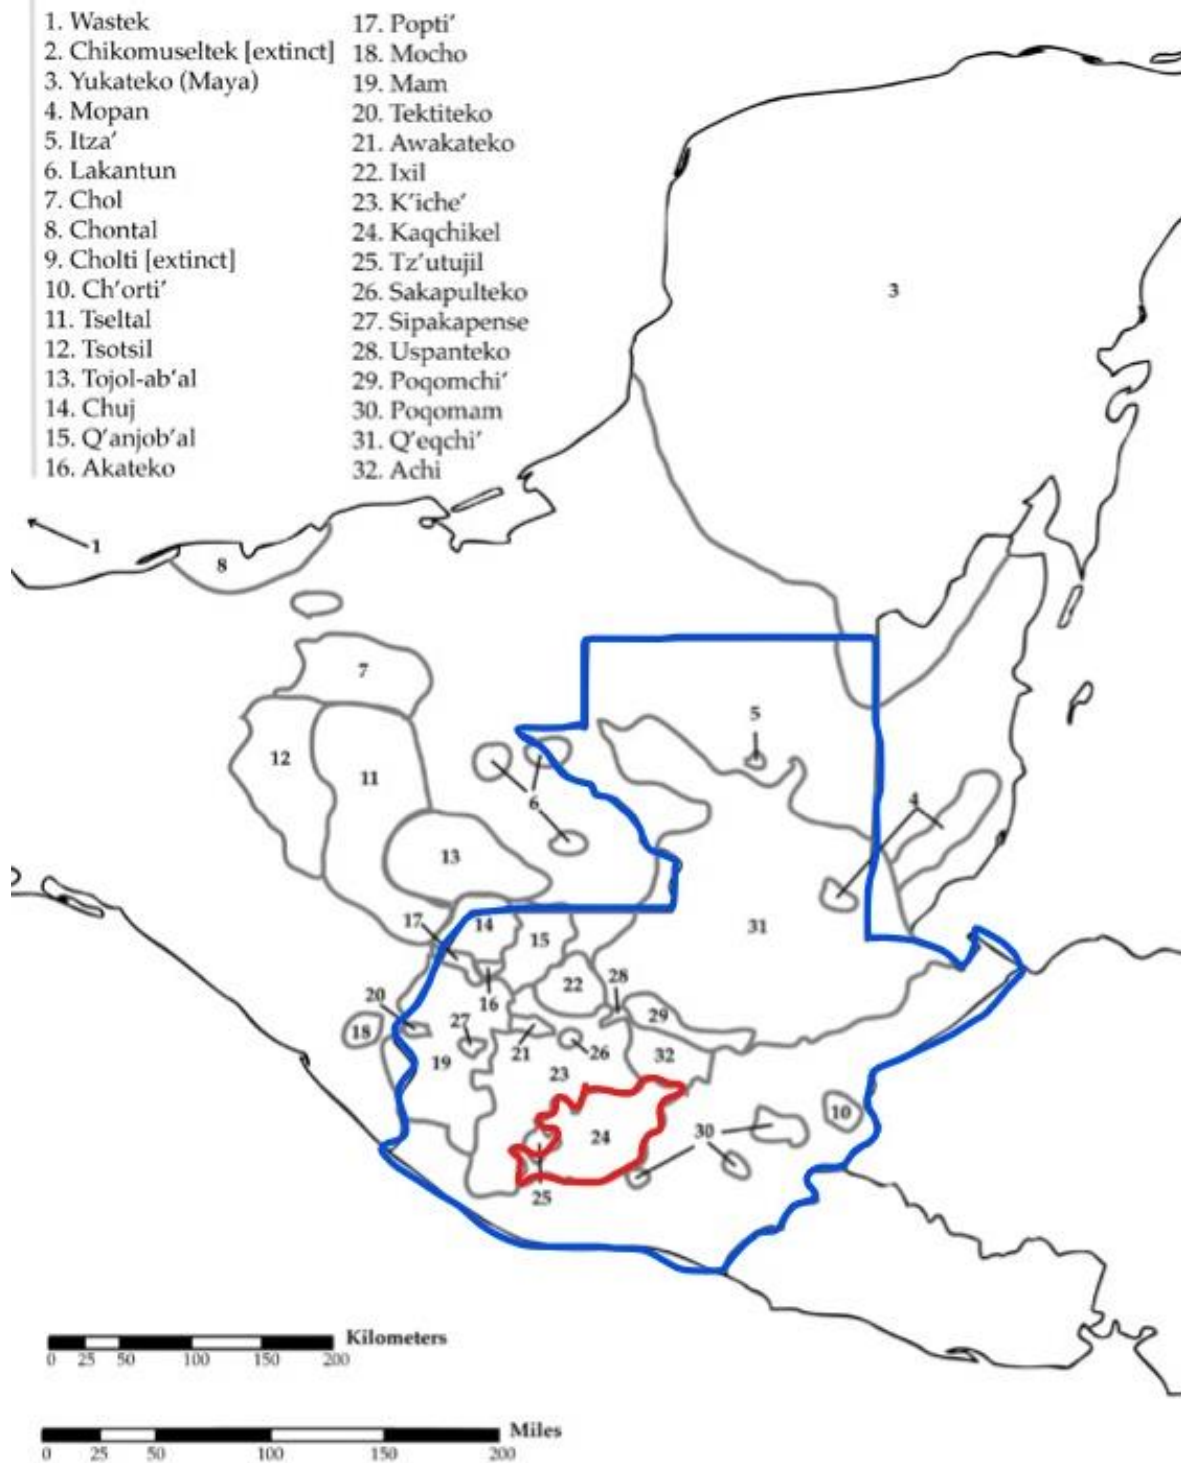 1. Wastek
2. Chikomuseltek [extinct]
3. Yukateko (Maya)
4. Mopan
5. Itza'
6. Lakantun
7. Chol
8. Chontal
9. Cholti [extinct]
10. Ch'orti'
11. Tseltal
12. Tsotsil
13. Tojol-ab'al
14. Chuj
15. Q'anjob'al
16. Akateko
17. Popti'
18. Mocho
19. Mam
20. Tektiteko
21. Awakateko
22. Ixil
23. K'iche'
24. Kaqchikel
25. Tz'utujil
26. Sakapulteko
27. Sipakapense
28. Uspanteko
29. Poqomchi'
30. Poqomam
31. Q'eqchi'
32. Achi
3
1
8
7
5
12
11
6
4
13
17
14
15
31
20
16
22
28
29
18
27
21
26
19
23
32
24
30
10
25
Kilometers
0 25 50 100 150 200
Miles
0 25 50 100 150 200